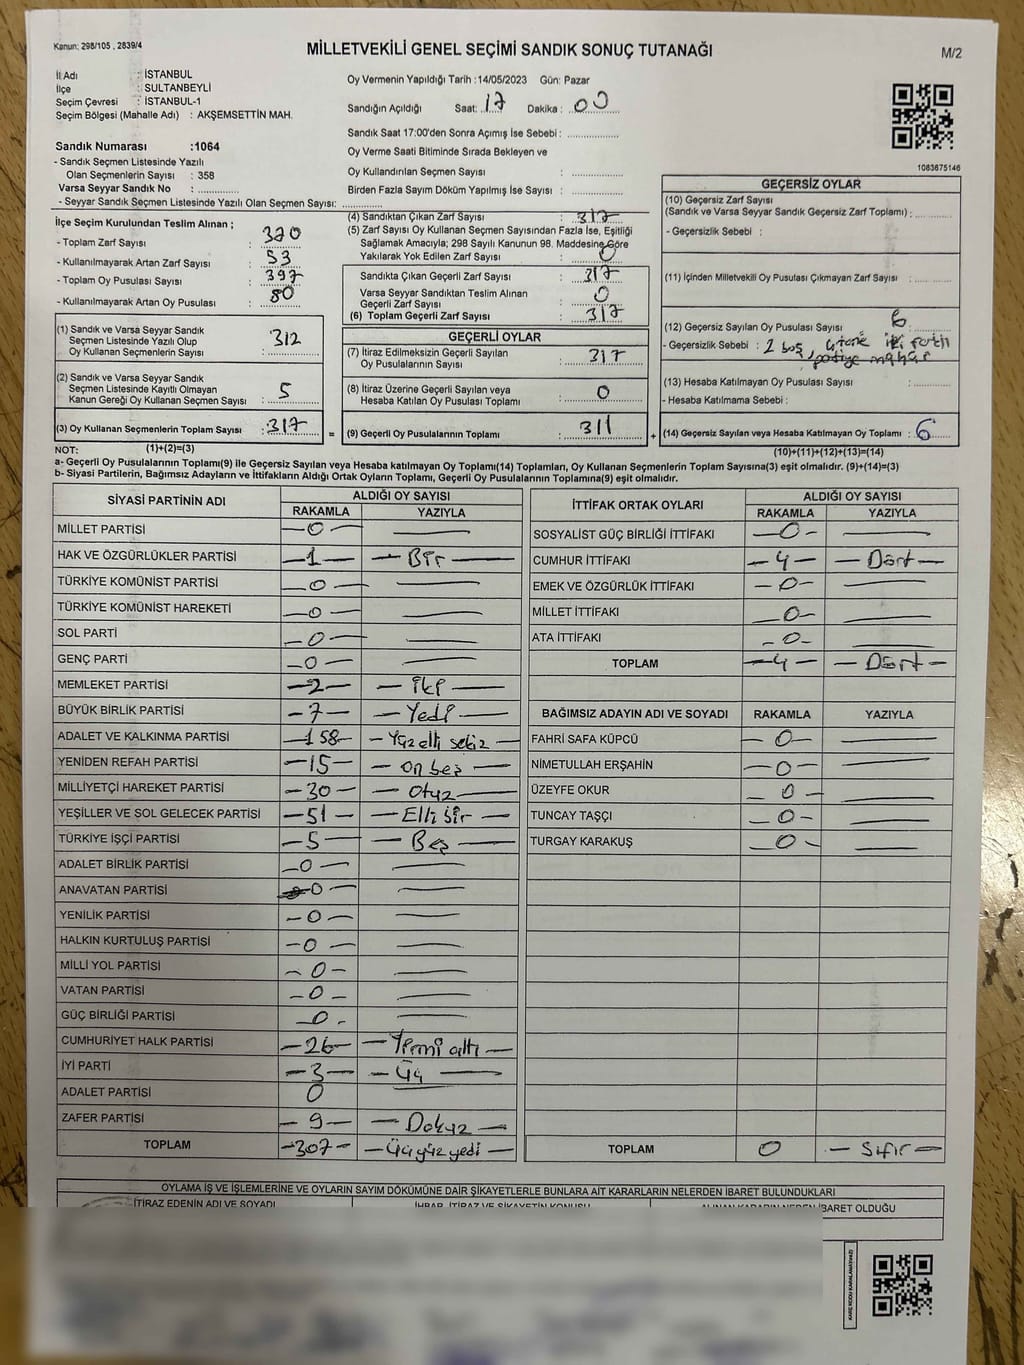 Kanun: 298/105 , 2839/4
MİLLETVEKİLİ GENEL SEÇİMİ SANDIK SONUÇ TUTANAĞI
M/2
İl Adı : İSTANBUL
İlçe : SULTANBEYLİ
Seçim Çevresi : İSTANBUL-1
Seçim Bölgesi (Mahalle Adı) : AKŞEMSETTİN MAH.
Sandık Numarası :1064
- Sandık Seçmen Listesinde Yazılı
Olan Seçmenlerin Sayısı : 358
Varsa Seyyar Sandık No : ..............
- Seyyar Sandık Seçmen Listesinde Yazılı Olan Seçmen Sayısı: ..............
Oy Vermenin Yapıldığı Tarih :14/05/2023 Gün: Pazar
Sandığın Açıldığı Saat: 17 Dakika : 00
Sandık Saat 17:00'den Sonra Açımış İse Sebebi : ..............
Oy Verme Saati Bitiminde Sırada Bekleyen ve
Oy Kullandırılan Seçmen Sayısı : ..............
Birden Fazla Sayım Döküm Yapılmış İse Sayısı : ..............
1083675146
İlçe Seçim Kurulundan Teslim Alınan ;
- Toplam Zarf Sayısı : 370
- Kullanılmayarak Artan Zarf Sayısı : 53
- Toplam Oy Pusulası Sayısı : 397
- Kullanılmayarak Artan Oy Pusulası : 80
(1) Sandık ve Varsa Seyyar Sandık
Seçmen Listesinde Yazılı Olup
Oy Kullanan Seçmenlerin Sayısı : 312
(2) Sandık ve Varsa Seyyar Sandık
Seçmen Listesinde Kayıtlı Olmayan
Kanun Gereği Oy Kullanan Seçmen Sayısı : 5
(3) Oy Kullanan Seçmenlerin Toplam Sayısı : 317
(4) Sandıktan Çıkan Zarf Sayısı : 317
(5) Zarf Sayısı Oy Kullanan Seçmen Sayısından Fazla İse, Eşitliği
Sağlamak Amacıyla; 298 Sayılı Kanunun 98. Maddesine Göre
Yakılarak Yok Edilen Zarf Sayısı : 0
Sandıkta Çıkan Geçerli Zarf Sayısı : 317
Varsa Seyyar Sandıktan Teslim Alınan
Geçerli Zarf Sayısı : 0
(6) Toplam Geçerli Zarf Sayısı : 317
GEÇERLİ OYLAR
(7) İtiraz Edilmeksizin Geçerli Sayılan
Oy Pusulalarının Sayısı : 317
(8) İtiraz Üzerine Geçerli Sayılan veya
Hesaba Katılan Oy Pusulası Toplamı : 0
= (9) Geçerli Oy Pusulalarının Toplamı : 311 +
GEÇERSİZ OYLAR
(10) Geçersiz Zarf Sayısı
(Sandık ve Varsa Seyyar Sandık Geçersiz Zarf Toplamı) : ..............
- Geçersizlik Sebebi :
(11) İçinden Milletvekili Oy Pusulası Çıkmayan Zarf Sayısı : ..............
(12) Geçersiz Sayılan Oy Pusulası Sayısı : 6
- Geçersizlik Sebebi : 2 boş, 4 tane iki farklı
partiye mühür
(13) Hesaba Katılmayan Oy Pusulası Sayısı : ..............
- Hesaba Katılmama Sebebi :
(14) Geçersiz Sayılan veya Hesaba Katılmayan Oy Toplamı : 6
NOT: (1)+(2)=(3) (10)+(11)+(12)+(13)=(14)
a- Geçerli Oy Pusulalarının Toplamı(9) ile Geçersiz Sayılan veya Hesaba katılmayan Oy Toplamı(14) Toplamları, Oy Kullanan Seçmenlerin Toplam Sayısına(3) eşit olmalıdır. (9)+(14)=(3)
b- Siyasi Partilerin, Bağımsız Adayların ve İttifakların Aldığı Ortak Oyların Toplamı, Geçerli Oy Pusulalarının Toplamına(9) eşit olmalıdır.
SİYASİ PARTİNİN ADI ALDIĞI OY SAYISI
RAKAMLA YAZIYLA
MİLLET PARTİSİ -0-
HAK VE ÖZGÜRLÜKLER PARTİSİ -1- -Bir-
TÜRKİYE KOMÜNİST PARTİSİ -0-
TÜRKİYE KOMÜNİST HAREKETİ -0-
SOL PARTİ -0-
GENÇ PARTİ -0-
MEMLEKET PARTİSİ -2- -iki-
BÜYÜK BİRLİK PARTİSİ -7- -Yedi-
ADALET VE KALKINMA PARTİSİ -158- -Yüz elli sekiz-
YENİDEN REFAH PARTİSİ -15- -on beş-
MİLLİYETÇİ HAREKET PARTİSİ -30- -Otuz-
YEŞİLLER VE SOL GELECEK PARTİSİ -51- -Elli bir-
TÜRKİYE İŞÇİ PARTİSİ -5- -Beş-
ADALET BİRLİK PARTİSİ -0-
ANAVATAN PARTİSİ -0-
YENİLİK PARTİSİ -0-
HALKIN KURTULUŞ PARTİSİ -0-
MİLLİ YOL PARTİSİ -0-
VATAN PARTİSİ -0-
GÜÇ BİRLİĞİ PARTİSİ -0-
CUMHURİYET HALK PARTİSİ -26- -Yirmi altı-
İYİ PARTİ -3- -Üç-
ADALET PARTİSİ 0
ZAFER PARTİSİ -9- -Dokuz-
TOPLAM -307- -Üçyüz yedi-
İTTİFAK ORTAK OYLARI ALDIĞI OY SAYISI
RAKAMLA YAZIYLA
SOSYALİST GÜÇ BİRLİĞİ İTTİFAKI -0-
CUMHUR İTTİFAKI -4- -Dört-
EMEK VE ÖZGÜRLÜK İTTİFAKI -0-
MİLLET İTTİFAKI -0-
ATA İTTİFAKI -0-
TOPLAM -4- -Dört-
BAĞIMSIZ ADAYIN ADI VE SOYADI RAKAMLA YAZIYLA
FAHRİ SAFA KÜPCÜ -0-
NİMETULLAH ERŞAHİN -0-
ÜZEYFE OKUR -0-
TUNCAY TAŞÇI -0-
TURGAY KARAKUŞ -0-
TOPLAM 0 -Sıfır-
OYLAMA İŞ VE İŞLEMLERİNE VE OYLARIN SAYIM DÖKÜMÜNE DAİR ŞİKAYETLERLE BUNLARA AİT KARARLARIN NELERDEN İBARET BULUNDUKLARI
İTİRAZ EDENİN ADI VE SOYADI İHBAR, İTİRAZ VE ŞİKAYETİN KONUSU ALINAN KARARIN NEDEN İBARET OLDUĞU